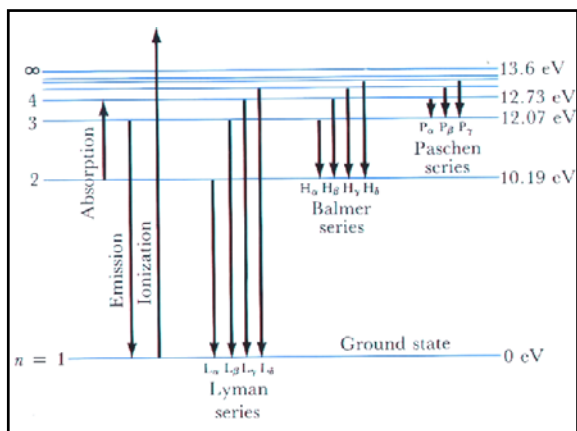 ∞
13.6 eV
4
12.73 eV
3
12.07 eV
Pα Pβ Pγ
Paschen
series
Absorption
2
10.19 eV
Hα Hβ Hγ Hδ
Balmer
series
Emission
Ionization
Ground state
n = 1
0 eV
Lα Lβ Lγ Lδ
Lyman
series